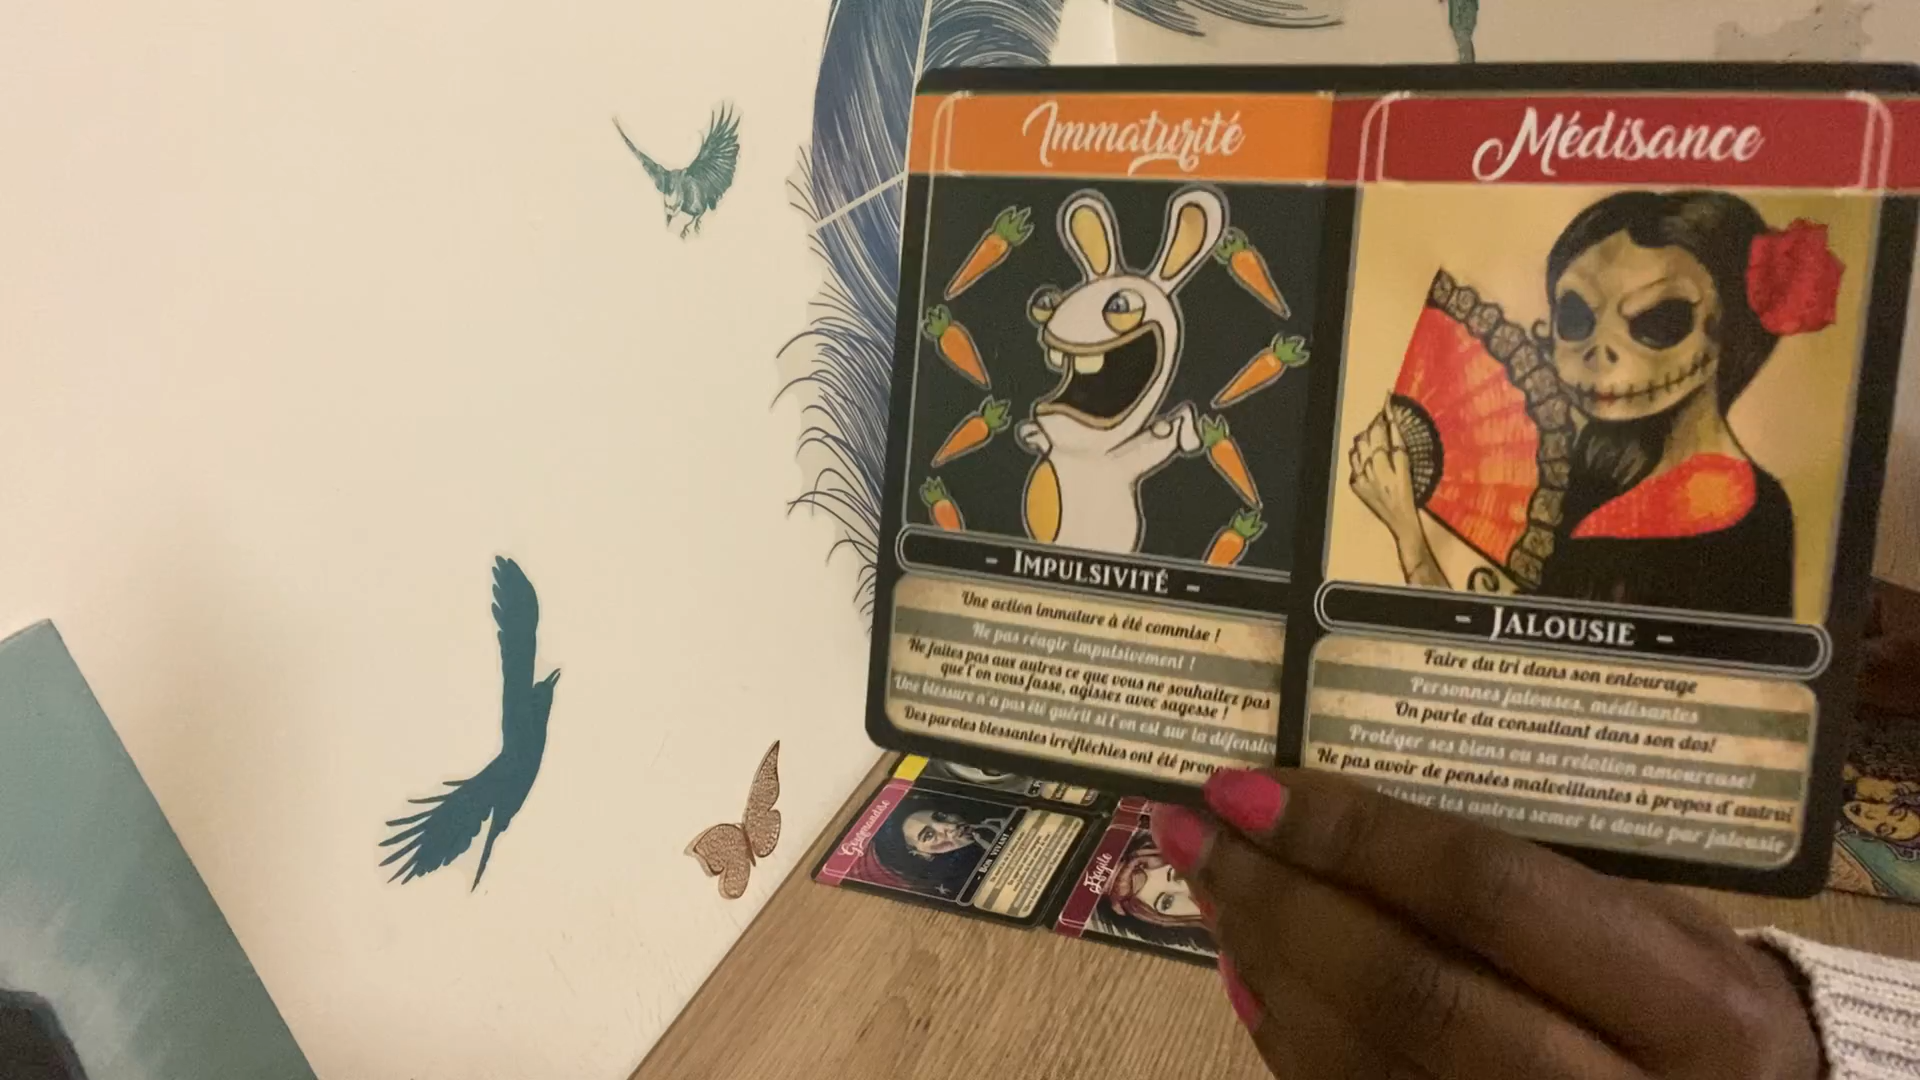 Immaturité
- IMPULSIVITÉ -
Une action immature à été commise !
Ne pas réagir impulsivement !
Ne faites pas aux autres ce que vous ne souhaitez pas
que l'on vous fasse, agissez avec sagesse !
Une blessure n'a pas été guérit si l'on est sur la défensive
Des paroles blessantes irréfléchies ont été
Médisance
- JALOUSIE -
Faire du tri dans son entourage
Personnes jalouses, médisantes
On parle du consultant dans son dos!
Protéger ses biens ou sa relation amoureuse!
Ne pas avoir de pensées malveillantes à propos d'autrui
laisser les autres semer le doute par jalousie
Gourmandise
- BON VIVANT -
Fragile